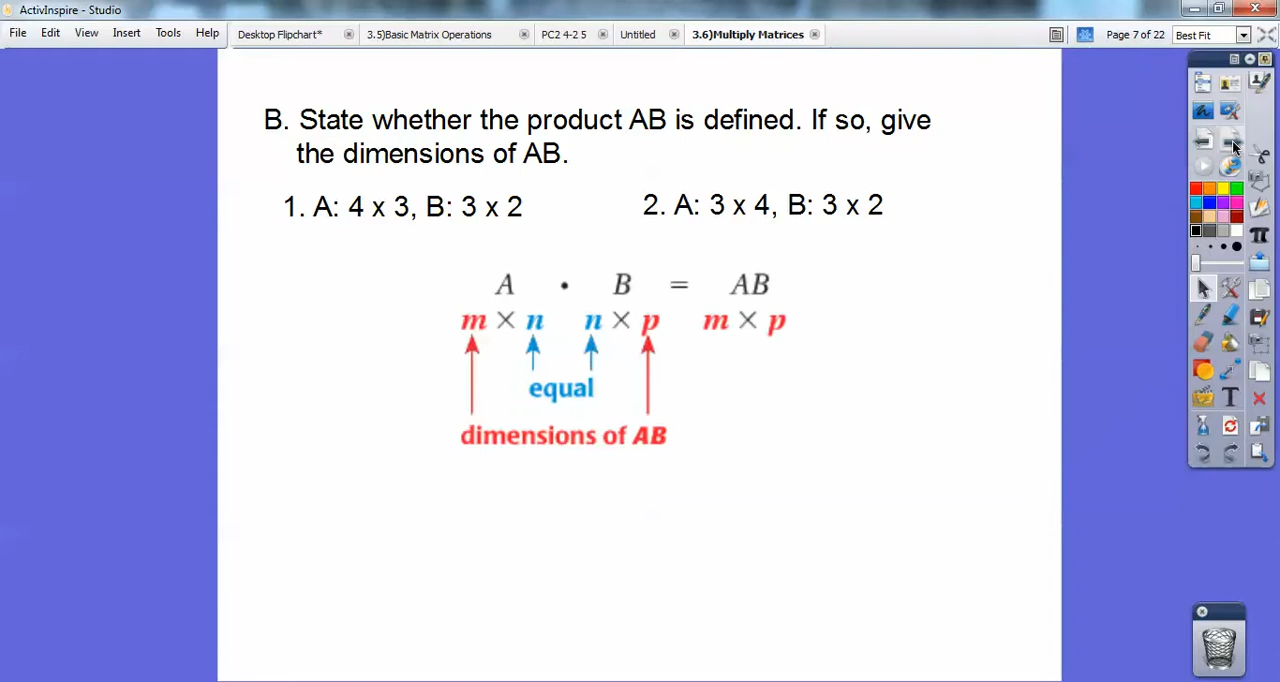 ActivInspire - Studio
File Edit View Insert Tools Help
Desktop Flipchart* 3.5)Basic Matrix Operations PC2 4-2 5 Untitled 3.6)Multiply Matrices Page 7 of 22 Best Fit
B. State whether the product AB is defined. If so, give
the dimensions of AB.
1. A: 4 x 3, B: 3 x 2 2. A: 3 x 4, B: 3 x 2
A · B = AB
m × n n × p m × p
equal
dimensions of AB